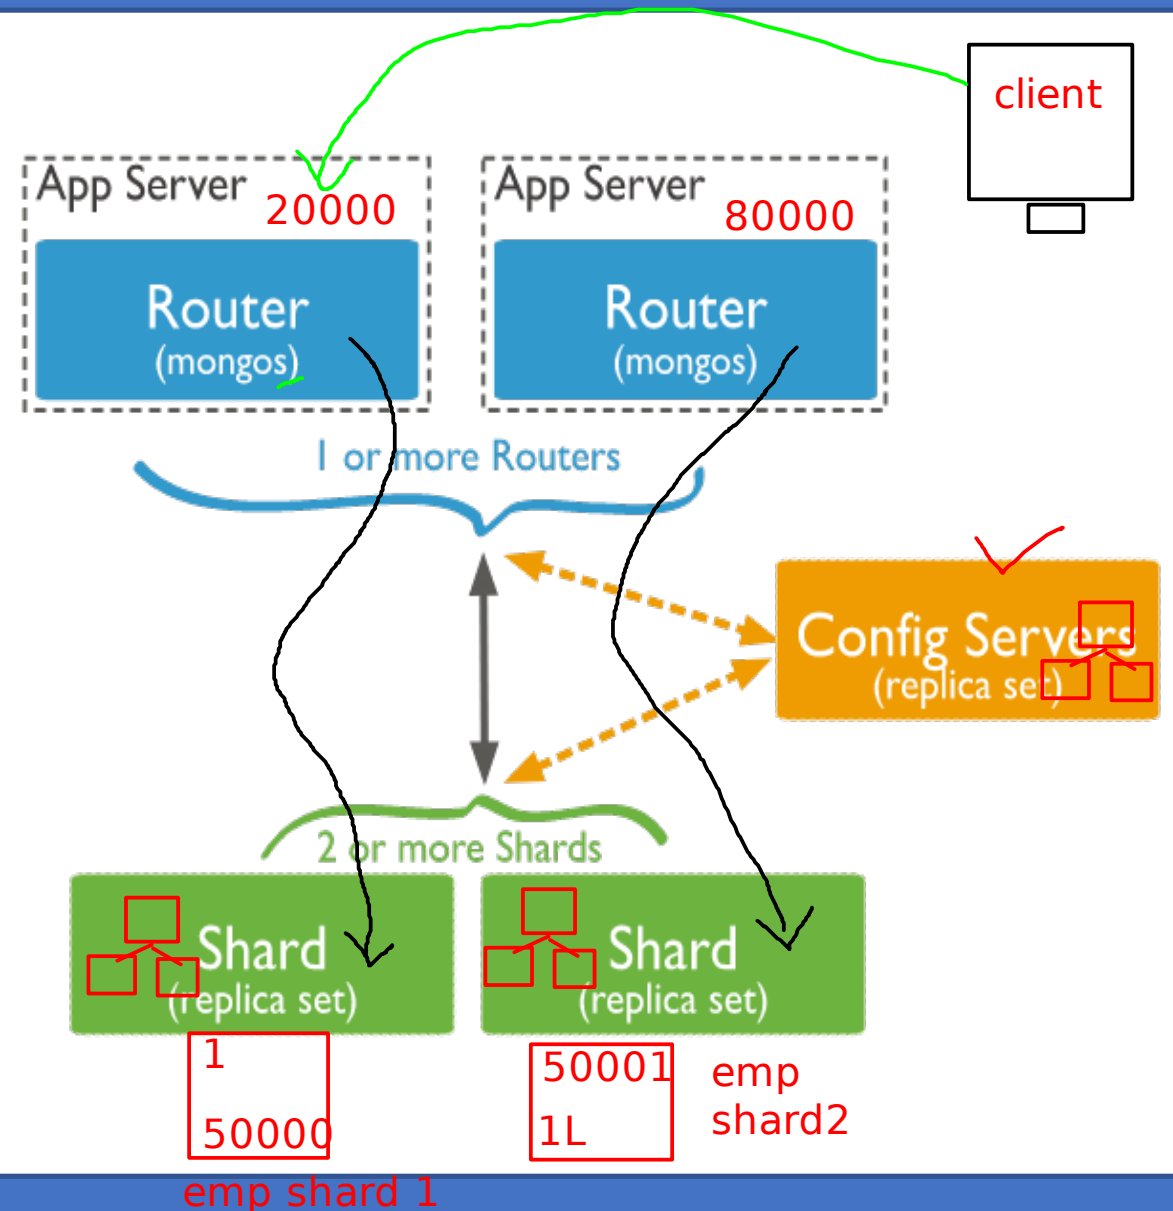 client
App Server
20000
Router
(mongos)
App Server
80000
Router
(mongos)
1 or more Routers
Config Servers
(replica set)
2 or more Shards
Shard
(replica set)
Shard
(replica set)
1
50000
emp shard 1
50001
1L
emp
shard2